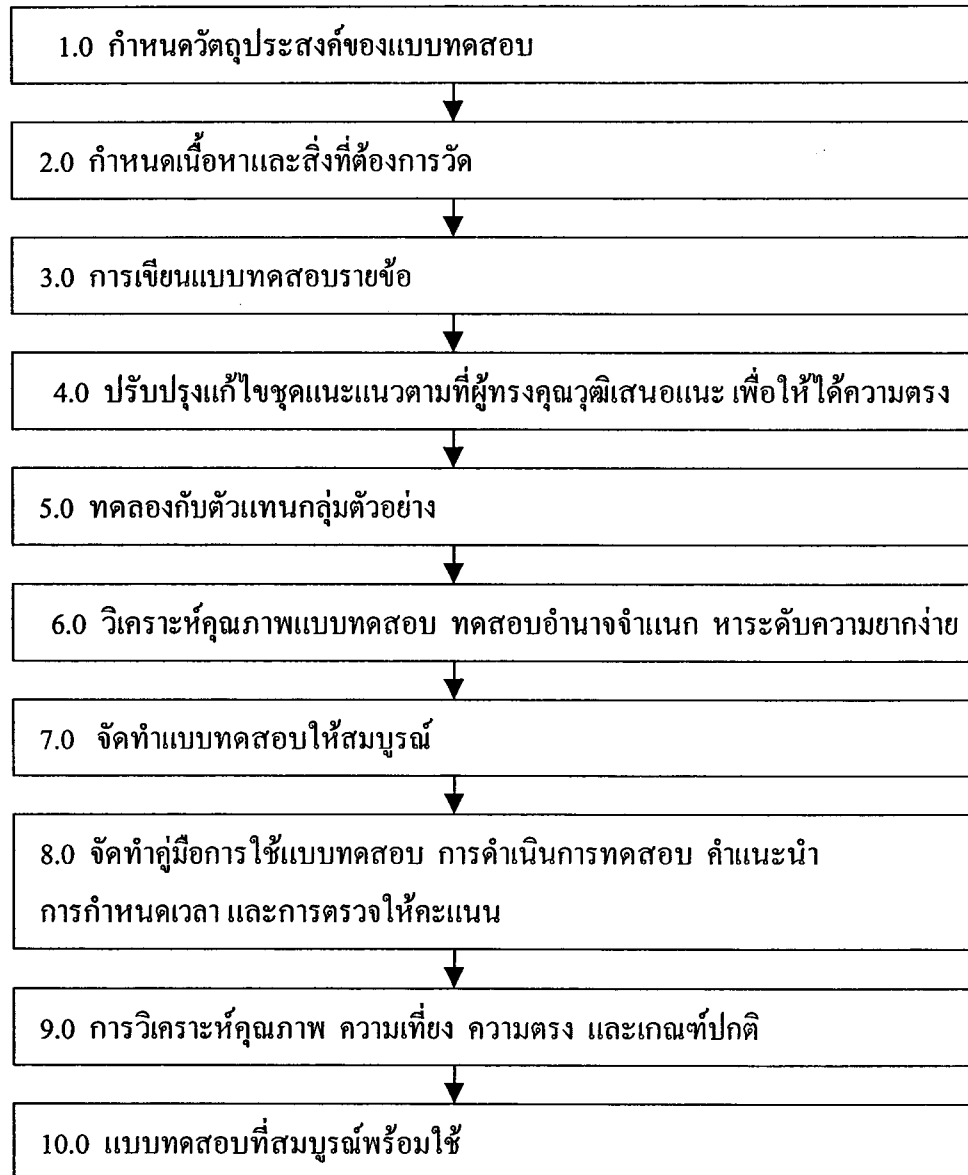 1.0 กำหนดวัตถุประสงค์ของแบบทดสอบ
2.0 กำหนดเนื้อหาและสิ่งที่ต้องการวัด
3.0 การเขียนแบบทดสอบรายข้อ
4.0 ปรับปรุงแก้ไขชุดแนะแนวตามที่ผู้ทรงคุณวุฒิเสนอแนะ เพื่อให้ได้ความตรง
5.0 ทดลองกับตัวแทนกลุ่มตัวอย่าง
6.0 วิเคราะห์คุณภาพแบบทดสอบ ทดสอบอำนาจจำแนก หาระดับความยากง่าย
7.0 จัดทำแบบทดสอบให้สมบูรณ์
8.0 จัดทำคู่มือการใช้แบบทดสอบ การดำเนินการทดสอบ คำแนะนำ
การกำหนดเวลา และการตรวจให้คะแนน
9.0 การวิเคราะห์คุณภาพ ความเที่ยง ความตรง และเกณฑ์ปกติ
10.0 แบบทดสอบที่สมบูรณ์พร้อมใช้